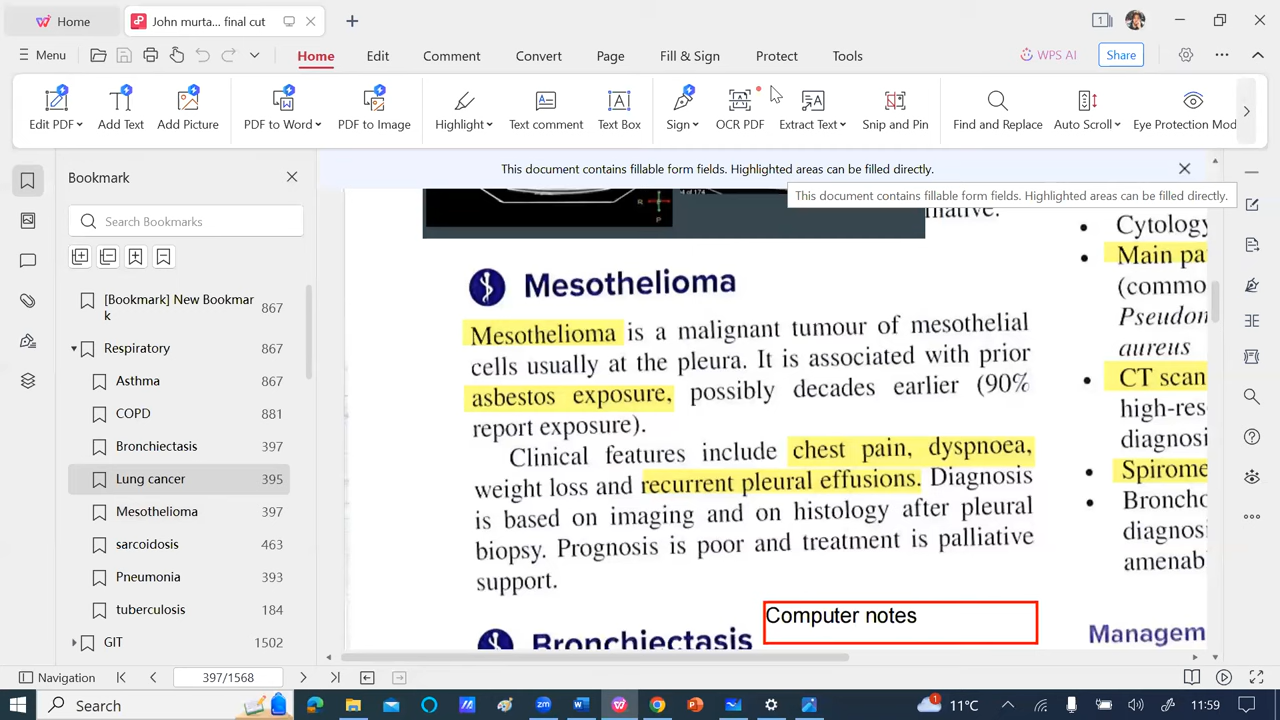 Home
John murta... final cut
1
Menu
Home
Edit
Comment
Convert
Page
Fill & Sign
Protect
Tools
WPS AI
Share
Edit PDF
Add Text
Add Picture
PDF to Word
PDF to Image
Highlight
Text comment
Text Box
Sign
OCR PDF
Extract Text
Snip and Pin
Find and Replace
Auto Scroll
Eye Protection Mod
This document contains fillable form fields. Highlighted areas can be filled directly.
This document contains fillable form fields. Highlighted areas can be filled directly.
Bookmark
Search Bookmarks
[Bookmark] New Bookmar
k
867
Respiratory 867
Asthma 867
COPD 881
Bronchiectasis 397
Lung cancer 395
Mesothelioma 397
sarcoidosis 463
Pneumonia 393
tuberculosis 184
GIT 1502
R
P
Mesothelioma
Mesothelioma is a malignant tumour of mesothelial
cells usually at the pleura. It is associated with prior
asbestos exposure, possibly decades earlier (90%
report exposure).
Clinical features include chest pain, dyspnoea,
weight loss and recurrent pleural effusions. Diagnosis
is based on imaging and on histology after pleural
biopsy. Prognosis is poor and treatment is palliative
support.
Computer notes
Bronchiectasis
Cytology
Main pa
(commo
Pseudom
aureus
CT scan
high-res
diagnosi
Spirome
Broncho
diagnosi
amenab
Managem
Navigation
397/1568
Search
1
11°C
11:59